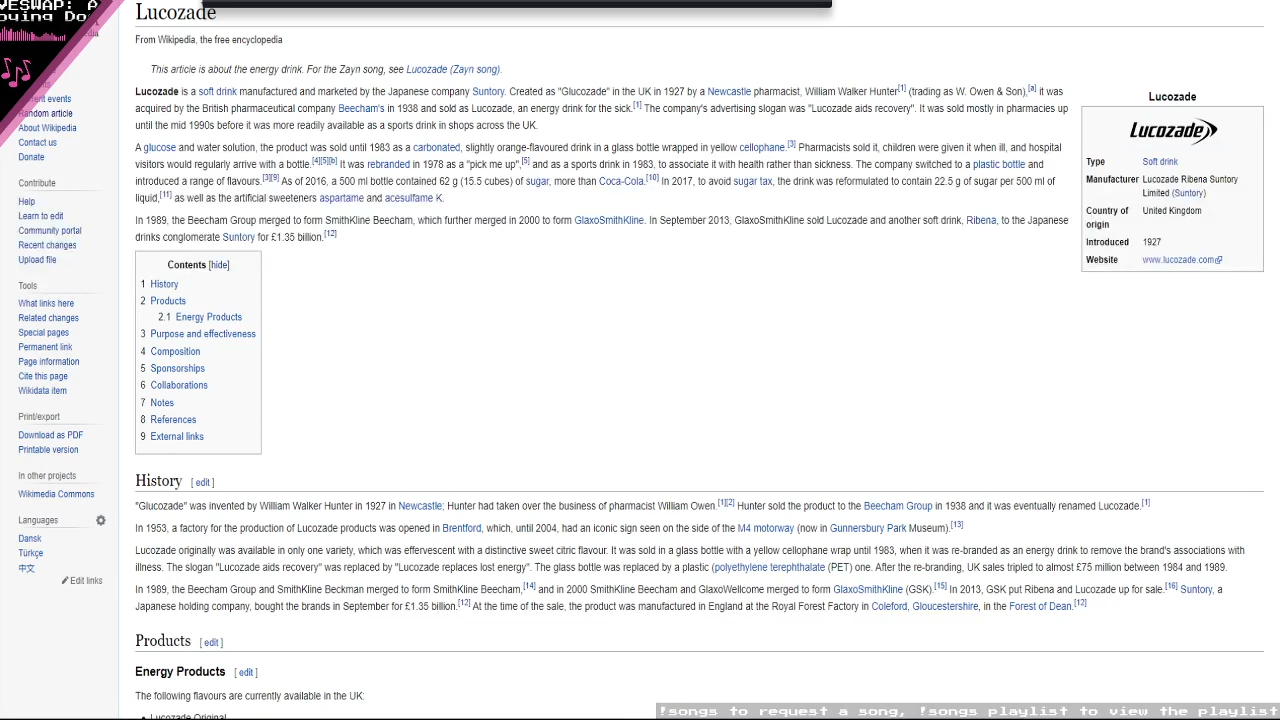 YESWAP: A
oying Do
Lucozade
From Wikipedia, the free encyclopedia
This article is about the energy drink. For the Zayn song, see Lucozade (Zayn song).
Lucozade is a soft drink manufactured and marketed by the Japanese company Suntory. Created as "Glucozade" in the UK in 1927 by a Newcastle pharmacist, William Walker Hunter[1] (trading as W. Owen & Son),[a] it was
acquired by the British pharmaceutical company Beecham's in 1938 and sold as Lucozade, an energy drink for the sick.[1] The company's advertising slogan was "Lucozade aids recovery". It was sold mostly in pharmacies up
until the mid 1990s before it was more readily available as a sports drink in shops across the UK.
A glucose and water solution, the product was sold until 1983 as a carbonated, slightly orange-flavoured drink in a glass bottle wrapped in yellow cellophane.[3] Pharmacists sold it, children were given it when ill, and hospital
visitors would regularly arrive with a bottle.[4][5][b] It was rebranded in 1978 as a "pick me up",[5] and as a sports drink in 1983, to associate it with health rather than sickness. The company switched to a plastic bottle and
introduced a range of flavours.[3][9] As of 2016, a 500 ml bottle contained 62 g (15.5 cubes) of sugar, more than Coca-Cola.[10] In 2017, to avoid sugar tax, the drink was reformulated to contain 22.5 g of sugar per 500 ml of
liquid,[11] as well as the artificial sweeteners aspartame and acesulfame K.
In 1989, the Beecham Group merged to form SmithKline Beecham, which further merged in 2000 to form GlaxoSmithKline. In September 2013, GlaxoSmithKline sold Lucozade and another soft drink, Ribena, to the Japanese
drinks conglomerate Suntory for £1.35 billion.[12]
Lucozade
Lucozade
Type Soft drink
Manufacturer Lucozade Ribena Suntory
Limited (Suntory)
Country of United Kingdom
origin
Introduced 1927
Website www.lucozade.com
ent events
Random article
About Wikipedia
Contact us
Donate
Contribute
Help
Learn to edit
Community portal
Recent changes
Upload file
Tools
What links here
Related changes
Special pages
Permanent link
Page information
Cite this page
Wikidata item
Print/export
Download as PDF
Printable version
In other projects
Wikimedia Commons
Languages
Dansk
Türkçe
中文
Edit links
Contents [hide]
1 History
2 Products
2.1 Energy Products
3 Purpose and effectiveness
4 Composition
5 Sponsorships
6 Collaborations
7 Notes
8 References
9 External links
History [ edit ]
"Glucozade" was invented by William Walker Hunter in 1927 in Newcastle; Hunter had taken over the business of pharmacist William Owen.[1][2] Hunter sold the product to the Beecham Group in 1938 and it was eventually renamed Lucozade.[1]
In 1953, a factory for the production of Lucozade products was opened in Brentford, which, until 2004, had an iconic sign seen on the side of the M4 motorway (now in Gunnersbury Park Museum).[13]
Lucozade originally was available in only one variety, which was effervescent with a distinctive sweet citric flavour. It was sold in a glass bottle with a yellow cellophane wrap until 1983, when it was re-branded as an energy drink to remove the brand's associations with
illness. The slogan "Lucozade aids recovery" was replaced by "Lucozade replaces lost energy". The glass bottle was replaced by a plastic (polyethylene terephthalate (PET) one. After the re-branding, UK sales tripled to almost £75 million between 1984 and 1989.
In 1989, the Beecham Group and SmithKline Beckman merged to form SmithKline Beecham,[14] and in 2000 SmithKline Beecham and GlaxoWellcome merged to form GlaxoSmithKline (GSK).[15] In 2013, GSK put Ribena and Lucozade up for sale.[16] Suntory, a
Japanese holding company, bought the brands in September for £1.35 billion.[12] At the time of the sale, the product was manufactured in England at the Royal Forest Factory in Coleford, Gloucestershire, in the Forest of Dean.[12]
Products [ edit ]
Energy Products [ edit ]
The following flavours are currently available in the UK:
• Lucozade Original
!songs to request a song, !songs playlist to view the playlist